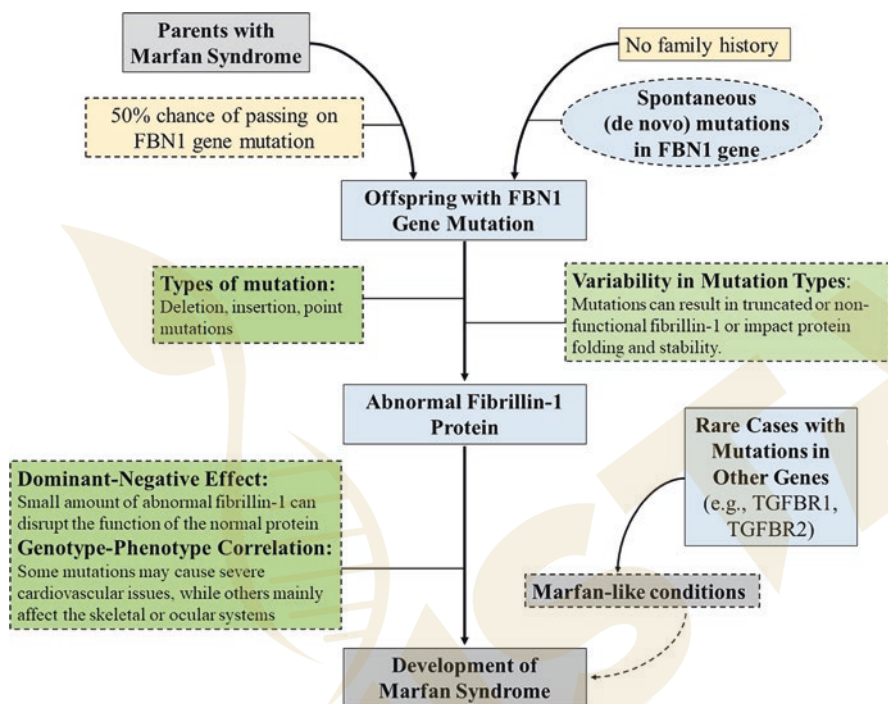 Parents with
Marfan Syndrome
No family history
50% chance of passing on
FBN1 gene mutation
Spontaneous
(de novo) mutations
in FBN1 gene
Offspring with FBN1
Gene Mutation
Types of mutation:
Deletion, insertion, point
mutations
Variability in Mutation Types:
Mutations can result in truncated or non-
functional fibrillin-1 or impact protein
folding and stability.
Abnormal Fibrillin-1
Protein
Rare Cases with
Mutations in
Other Genes
(e.g., TGFBR1,
TGFBR2)
Dominant-Negative Effect:
Small amount of abnormal fibrillin-1 can
disrupt the function of the normal protein
Genotype-Phenotype Correlation:
Some mutations may cause severe
cardiovascular issues, while others mainly
affect the skeletal or ocular systems
Marfan-like conditions
Development of
Marfan Syndrome